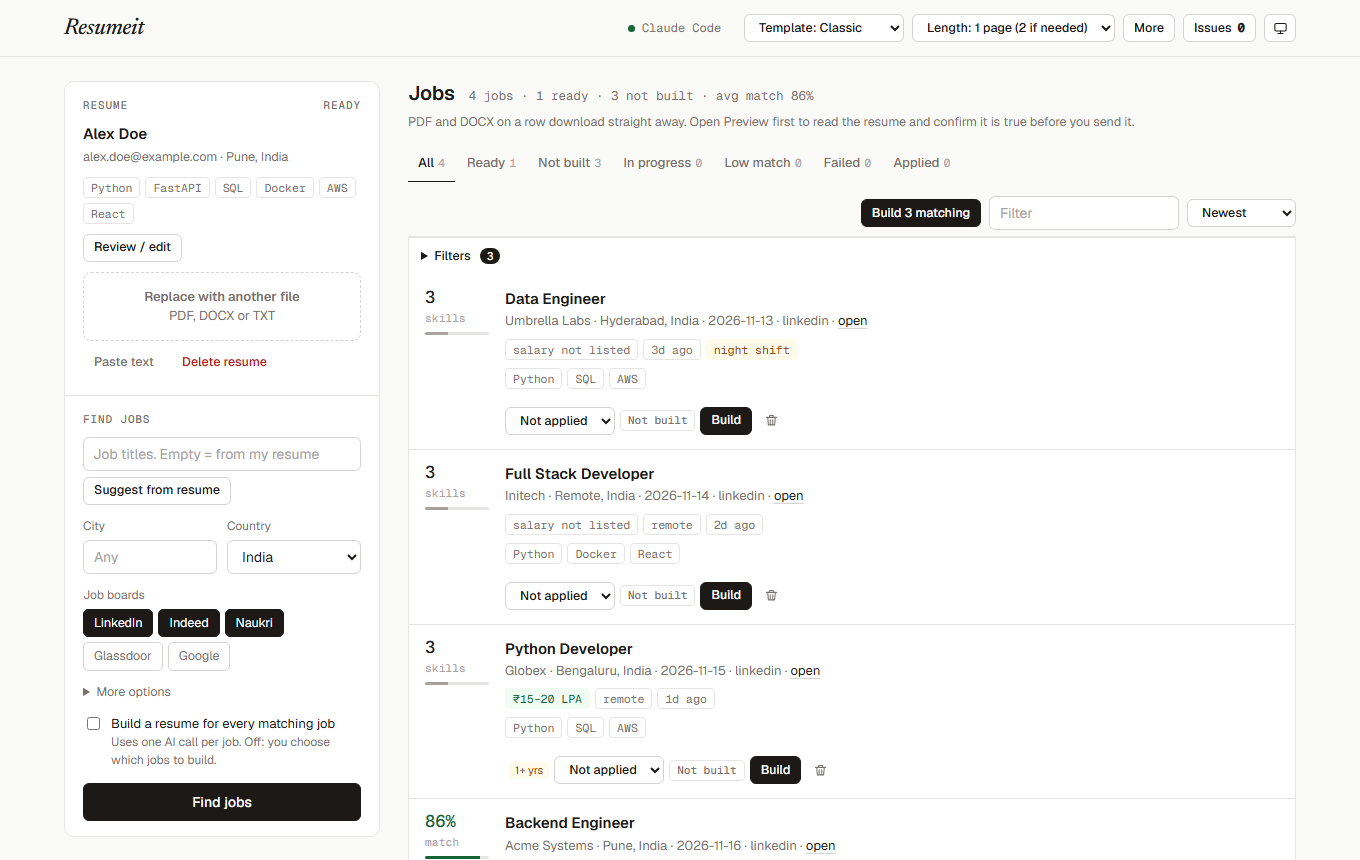 Resumeit
Claude Code
Template: Classic
Length: 1 page (2 if needed)
More
Issues 0
RESUME READY
Alex Doe
alex.doe@example.com · Pune, India
Python FastAPI SQL Docker AWS
React
Review / edit
Replace with another file
PDF, DOCX or TXT
Paste text Delete resume
FIND JOBS
Job titles. Empty = from my resume
Suggest from resume
City Country
Any India
Job boards
LinkedIn Indeed Naukri
Glassdoor Google
More options
Build a resume for every matching job
Uses one AI call per job. Off: you choose
which jobs to build.
Find jobs
Jobs 4 jobs · 1 ready · 3 not built · avg match 86%
PDF and DOCX on a row download straight away. Open Preview first to read the resume and confirm it is true before you send it.
All 4 Ready 1 Not built 3 In progress 0 Low match 0 Failed 0 Applied 0
Build 3 matching Filter Newest
Filters 3
3 skills
Data Engineer
Umbrella Labs · Hyderabad, India · 2026-11-13 · linkedin · open
salary not listed 3d ago night shift
Python SQL AWS
Not applied Not built Build
3 skills
Full Stack Developer
Initech · Remote, India · 2026-11-14 · linkedin · open
salary not listed remote 2d ago
Python Docker React
Not applied Not built Build
3 skills
Python Developer
Globex · Bengaluru, India · 2026-11-15 · linkedin · open
₹15–20 LPA remote 1d ago
Python SQL AWS
1+ yrs Not applied Not built Build
86% match
Backend Engineer
Acme Systems · Pune, India · 2026-11-16 · linkedin · open